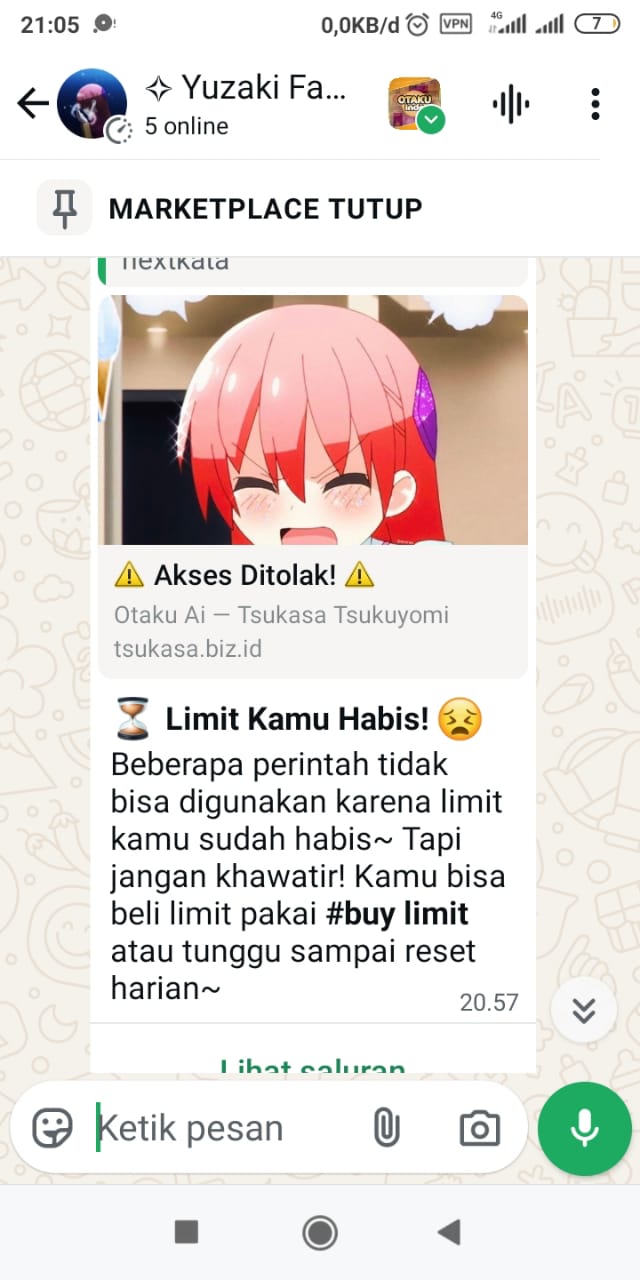 21:05
0,0KB/d
VPN
4G
7
✧ Yuzaki Fa...
5 online
OTAKU
Indo
MARKETPLACE TUTUP
nextkata
⚠️ Akses Ditolak! ⚠️
Otaku Ai — Tsukasa Tsukuyomi
tsukasa.biz.id
⏳ Limit Kamu Habis! 😣
Beberapa perintah tidak
bisa digunakan karena limit
kamu sudah habis~ Tapi
jangan khawatir! Kamu bisa
beli limit pakai #buy limit
atau tunggu sampai reset
harian~
20.57
Lihat saluran
Ketik pesan